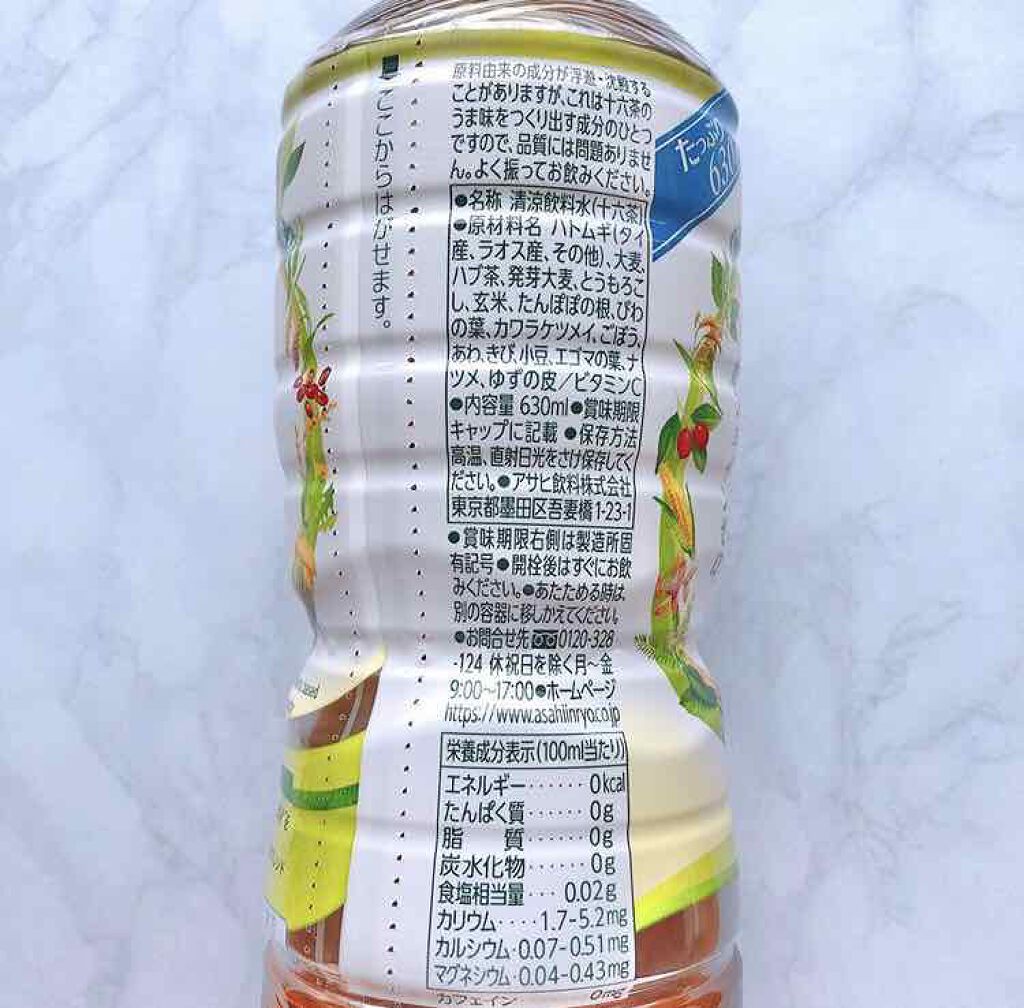 ここからはがせます。
原料由来の成分が浮遊・沈殿する
ことがありますが、これは十六茶の
うま味をつくり出す成分のひとつ
ですので、品質には問題ありませ
ん。よく振ってお飲みください。
たっぷり
630
●名称 清涼飲料水(十六茶)
●原材料名 ハトムギ(タイ
産、ラオス産、その他)、大麦、
ハブ茶、発芽大麦、とうもろこ
し、玄米、たんぽぽの根、びわ
の葉、カワラケツメイ、ごぼう、
あわ、きび、小豆、エゴマの葉、ナ
ツメ、ゆずの皮/ビタミンC
●内容量 630ml●賞味期限
キャップに記載 ●保存方法
高温、直射日光をさけ保存してく
ださい。●アサヒ飲料株式会社
東京都墨田区吾妻橋1-23-1
●賞味期限右側は製造所固
有記号●開栓後はすぐにお飲
みください。●あたためる時は
別の容器に移しかえてください。
●お問合せ先 0120-328
-124 休祝日を除く月~金
9:00~17:00●ホームページ
https://www.asahiinryo.co.jp
栄養成分表示(100ml当たり)
エネルギー・・・・・・0kcal
たんぱく質・・・・・・0g
脂 質・・・・・・0g
炭水化物・・・・・・0g
食塩相当量・・・0.02g
カリウム・・・・1.7-5.2mg
カルシウム・0.07-0.51mg
マグネシウム・0.04-0.43mg
カフェイン 0mg